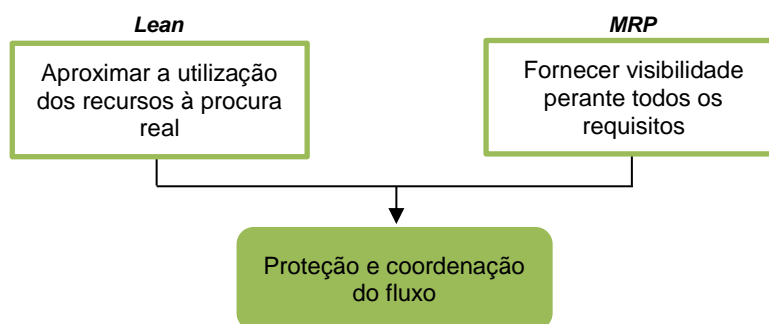 Lean
Aproximar a utilização
dos recursos à procura
real
MRP
Fornecer visibilidade
perante todos os
requisitos
Proteção e coordenação
do fluxo